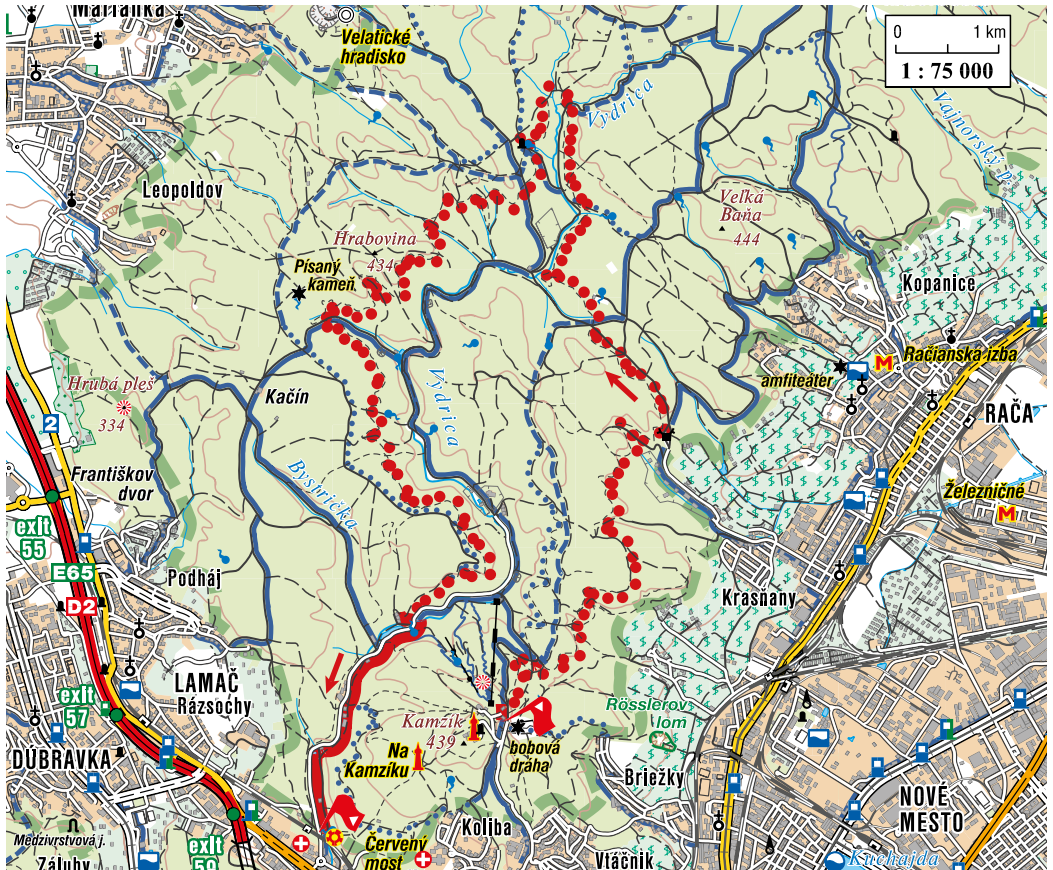 Marianka
Velatické
hradisko
0 1 km
1 : 75 000
Vydrica
Vajnorský p.
Leopoldov
Veľká
Baňa
444
Hrabovina
434
Písaný
kameň
Kopanice
Račianska izba
M
amfiteáter
RAČA
Hrubá pleš
334
Kačín
Vydrica
2
Františkov
dvor
Bystrička
Železničné
M
exit
55
E65
D2
Podháj
Krasňany
LAMAČ
Rázsochy
exit
57
Rösslerov
lom
Kamzík
439
Na
Kamzíku
bobová
dráha
DÚBRAVKA
Briežky
NOVÉ
MESTO
Medzivrstvová j.
Záluhy
exit
59
Červený
most
Koliba
Vtáčnik
Kuchajda